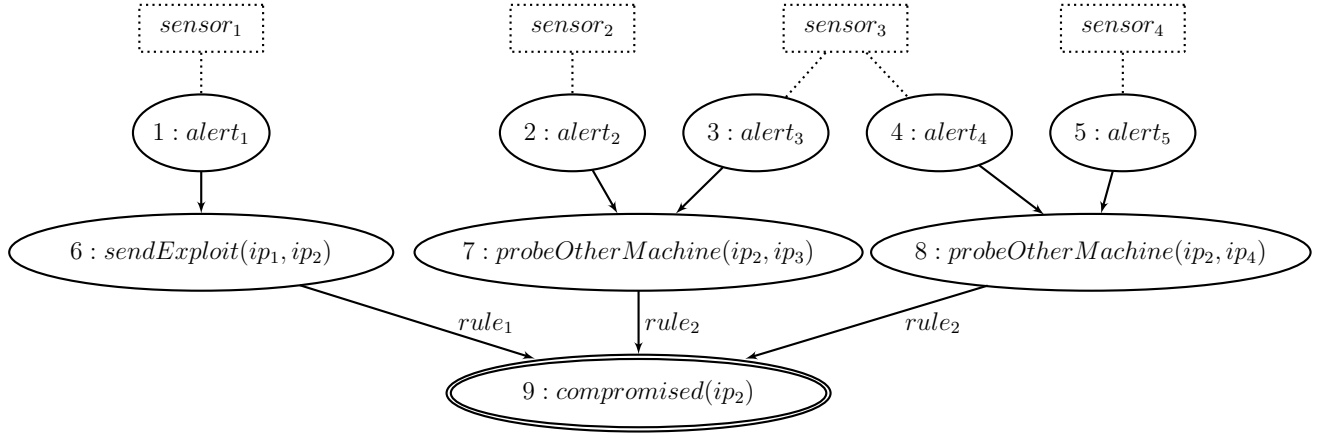 sensor₁ sensor₂ sensor₃ sensor₄
1 : alert₁ 2 : alert₂ 3 : alert₃ 4 : alert₄ 5 : alert₅
6 : sendExploit(ip₁, ip₂) 7 : probeOtherMachine(ip₂, ip₃) 8 : probeOtherMachine(ip₂, ip₄)
rule₁ rule₂ rule₂
9 : compromised(ip₂)